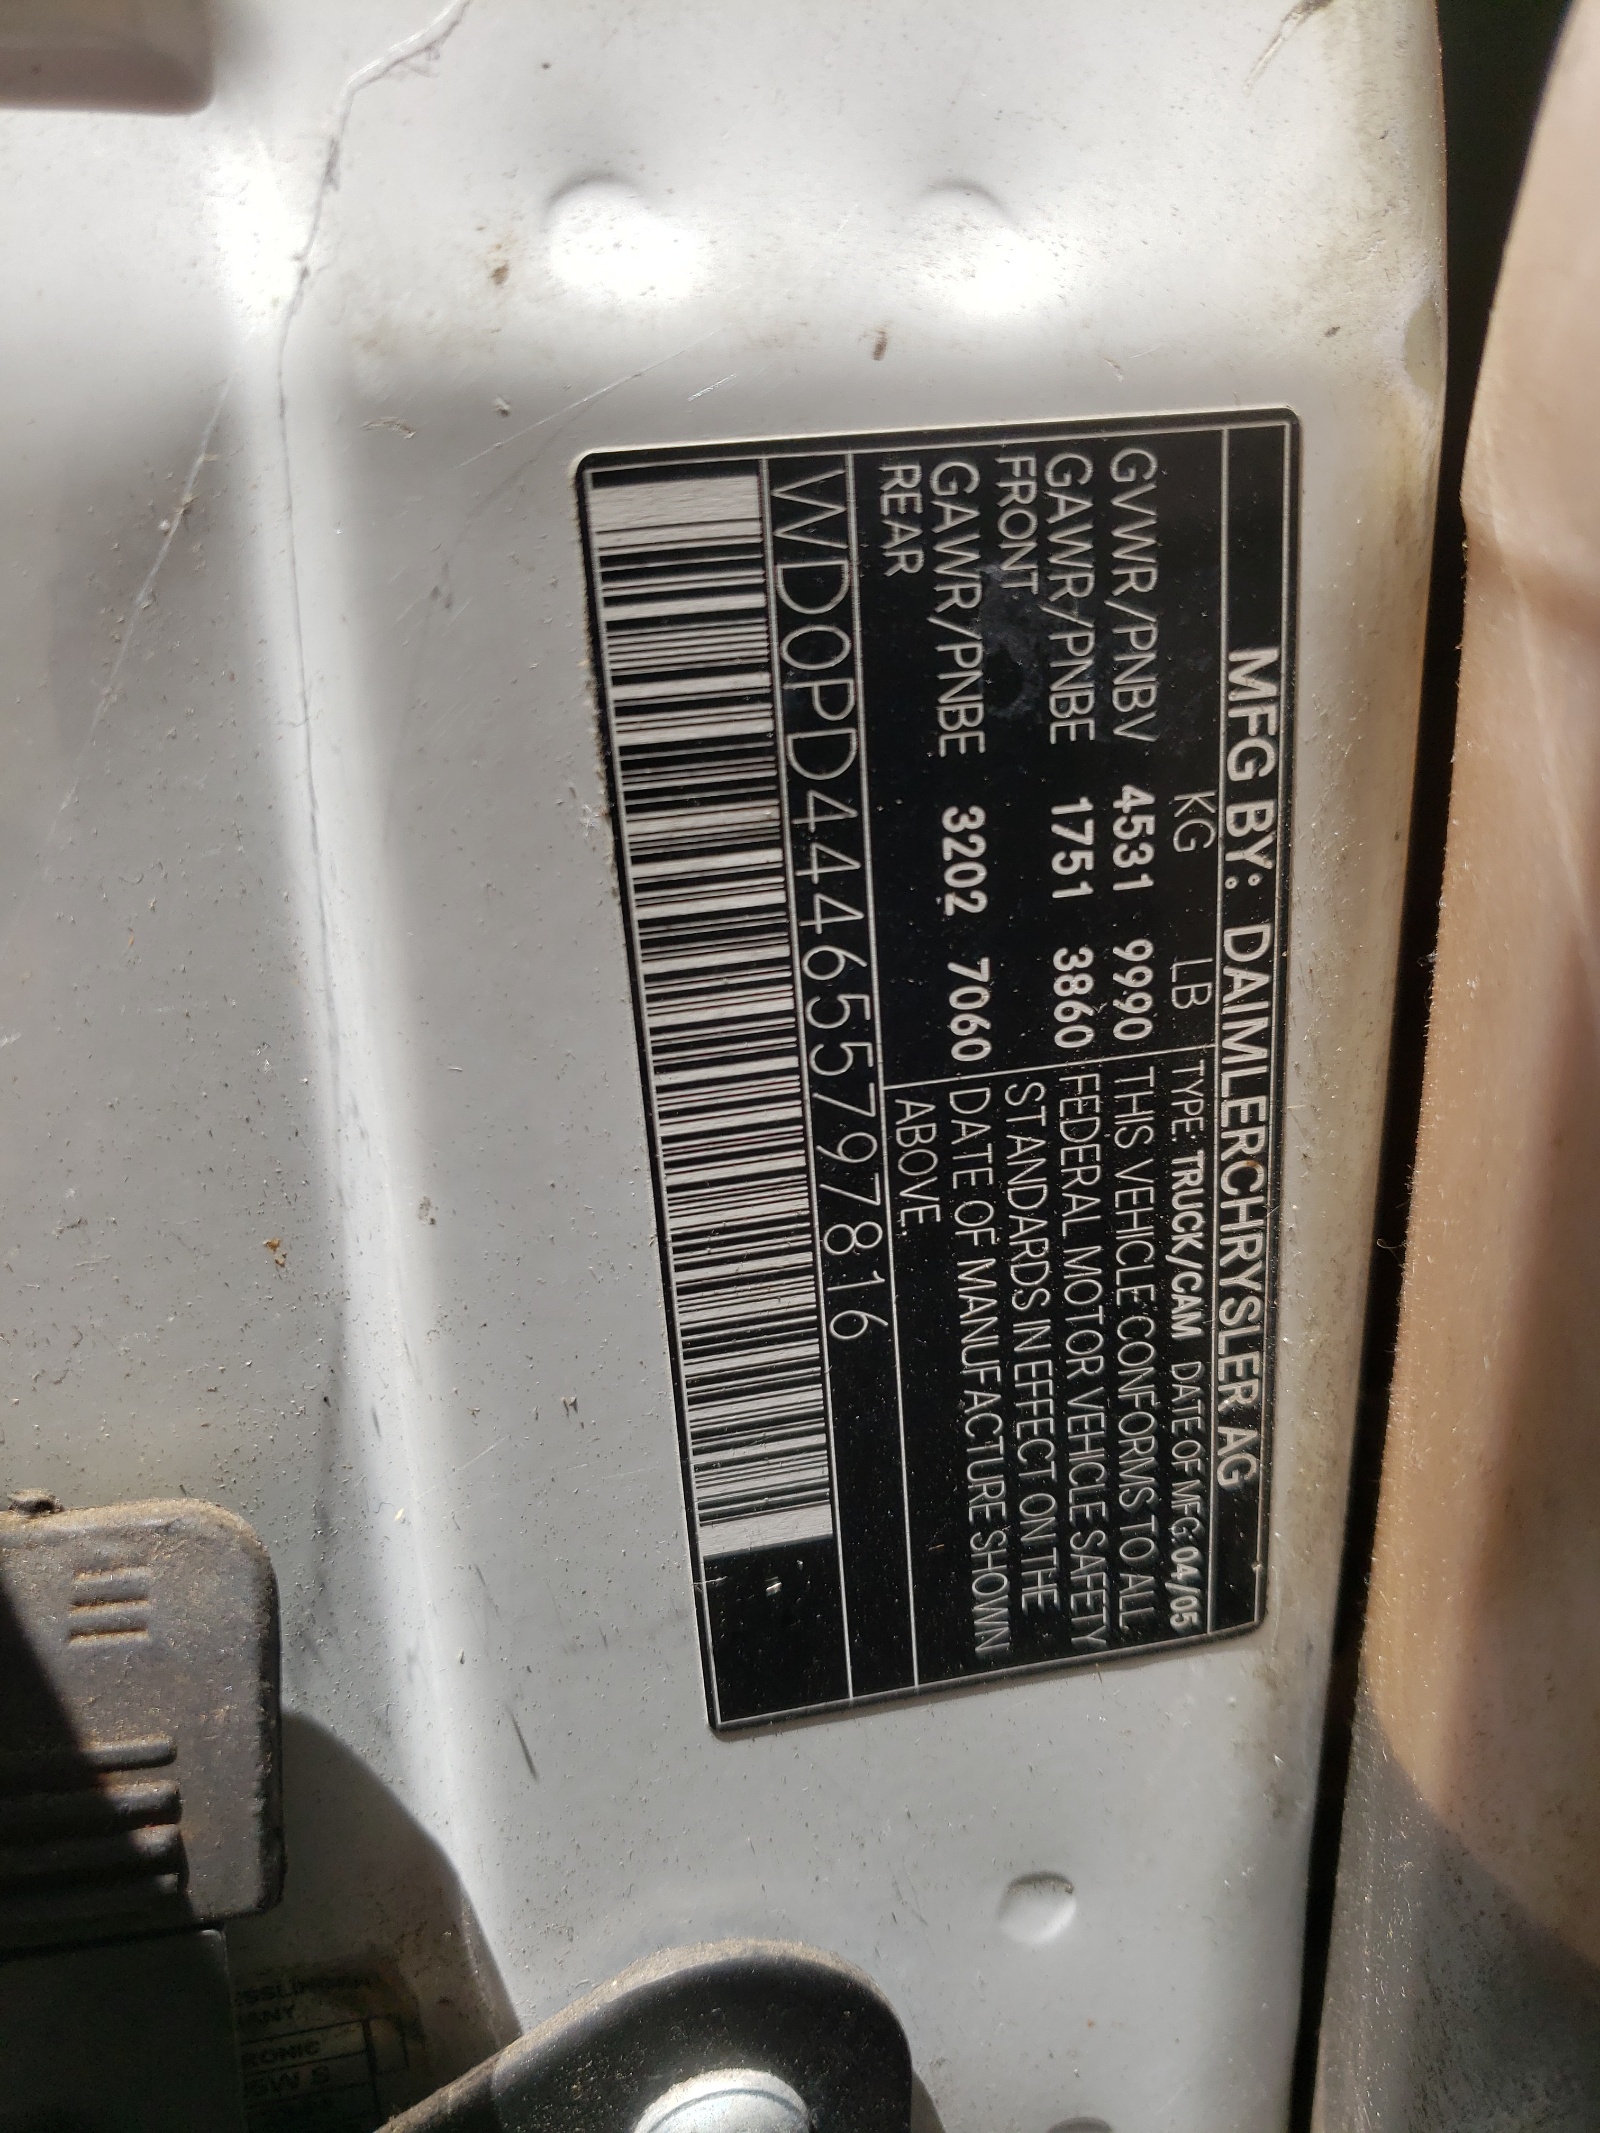 MFG BY: DAIMLERCHRYSLER AG
KG LB
GVWR/PNBV 4531 9990
GAWR/PNBE 1751 3860
FRONT
GAWR/PNBE 3202 7060
REAR
TYPE: TRUCK/CAM DATE OF MFG 04/05
THIS VEHICLE CONFORMS TO ALL
FEDERAL MOTOR VEHICLE SAFETY
STANDARDS IN EFFECT ON THE
DATE OF MANUFACTURE SHOWN
ABOVE.
WD0PD444655797816